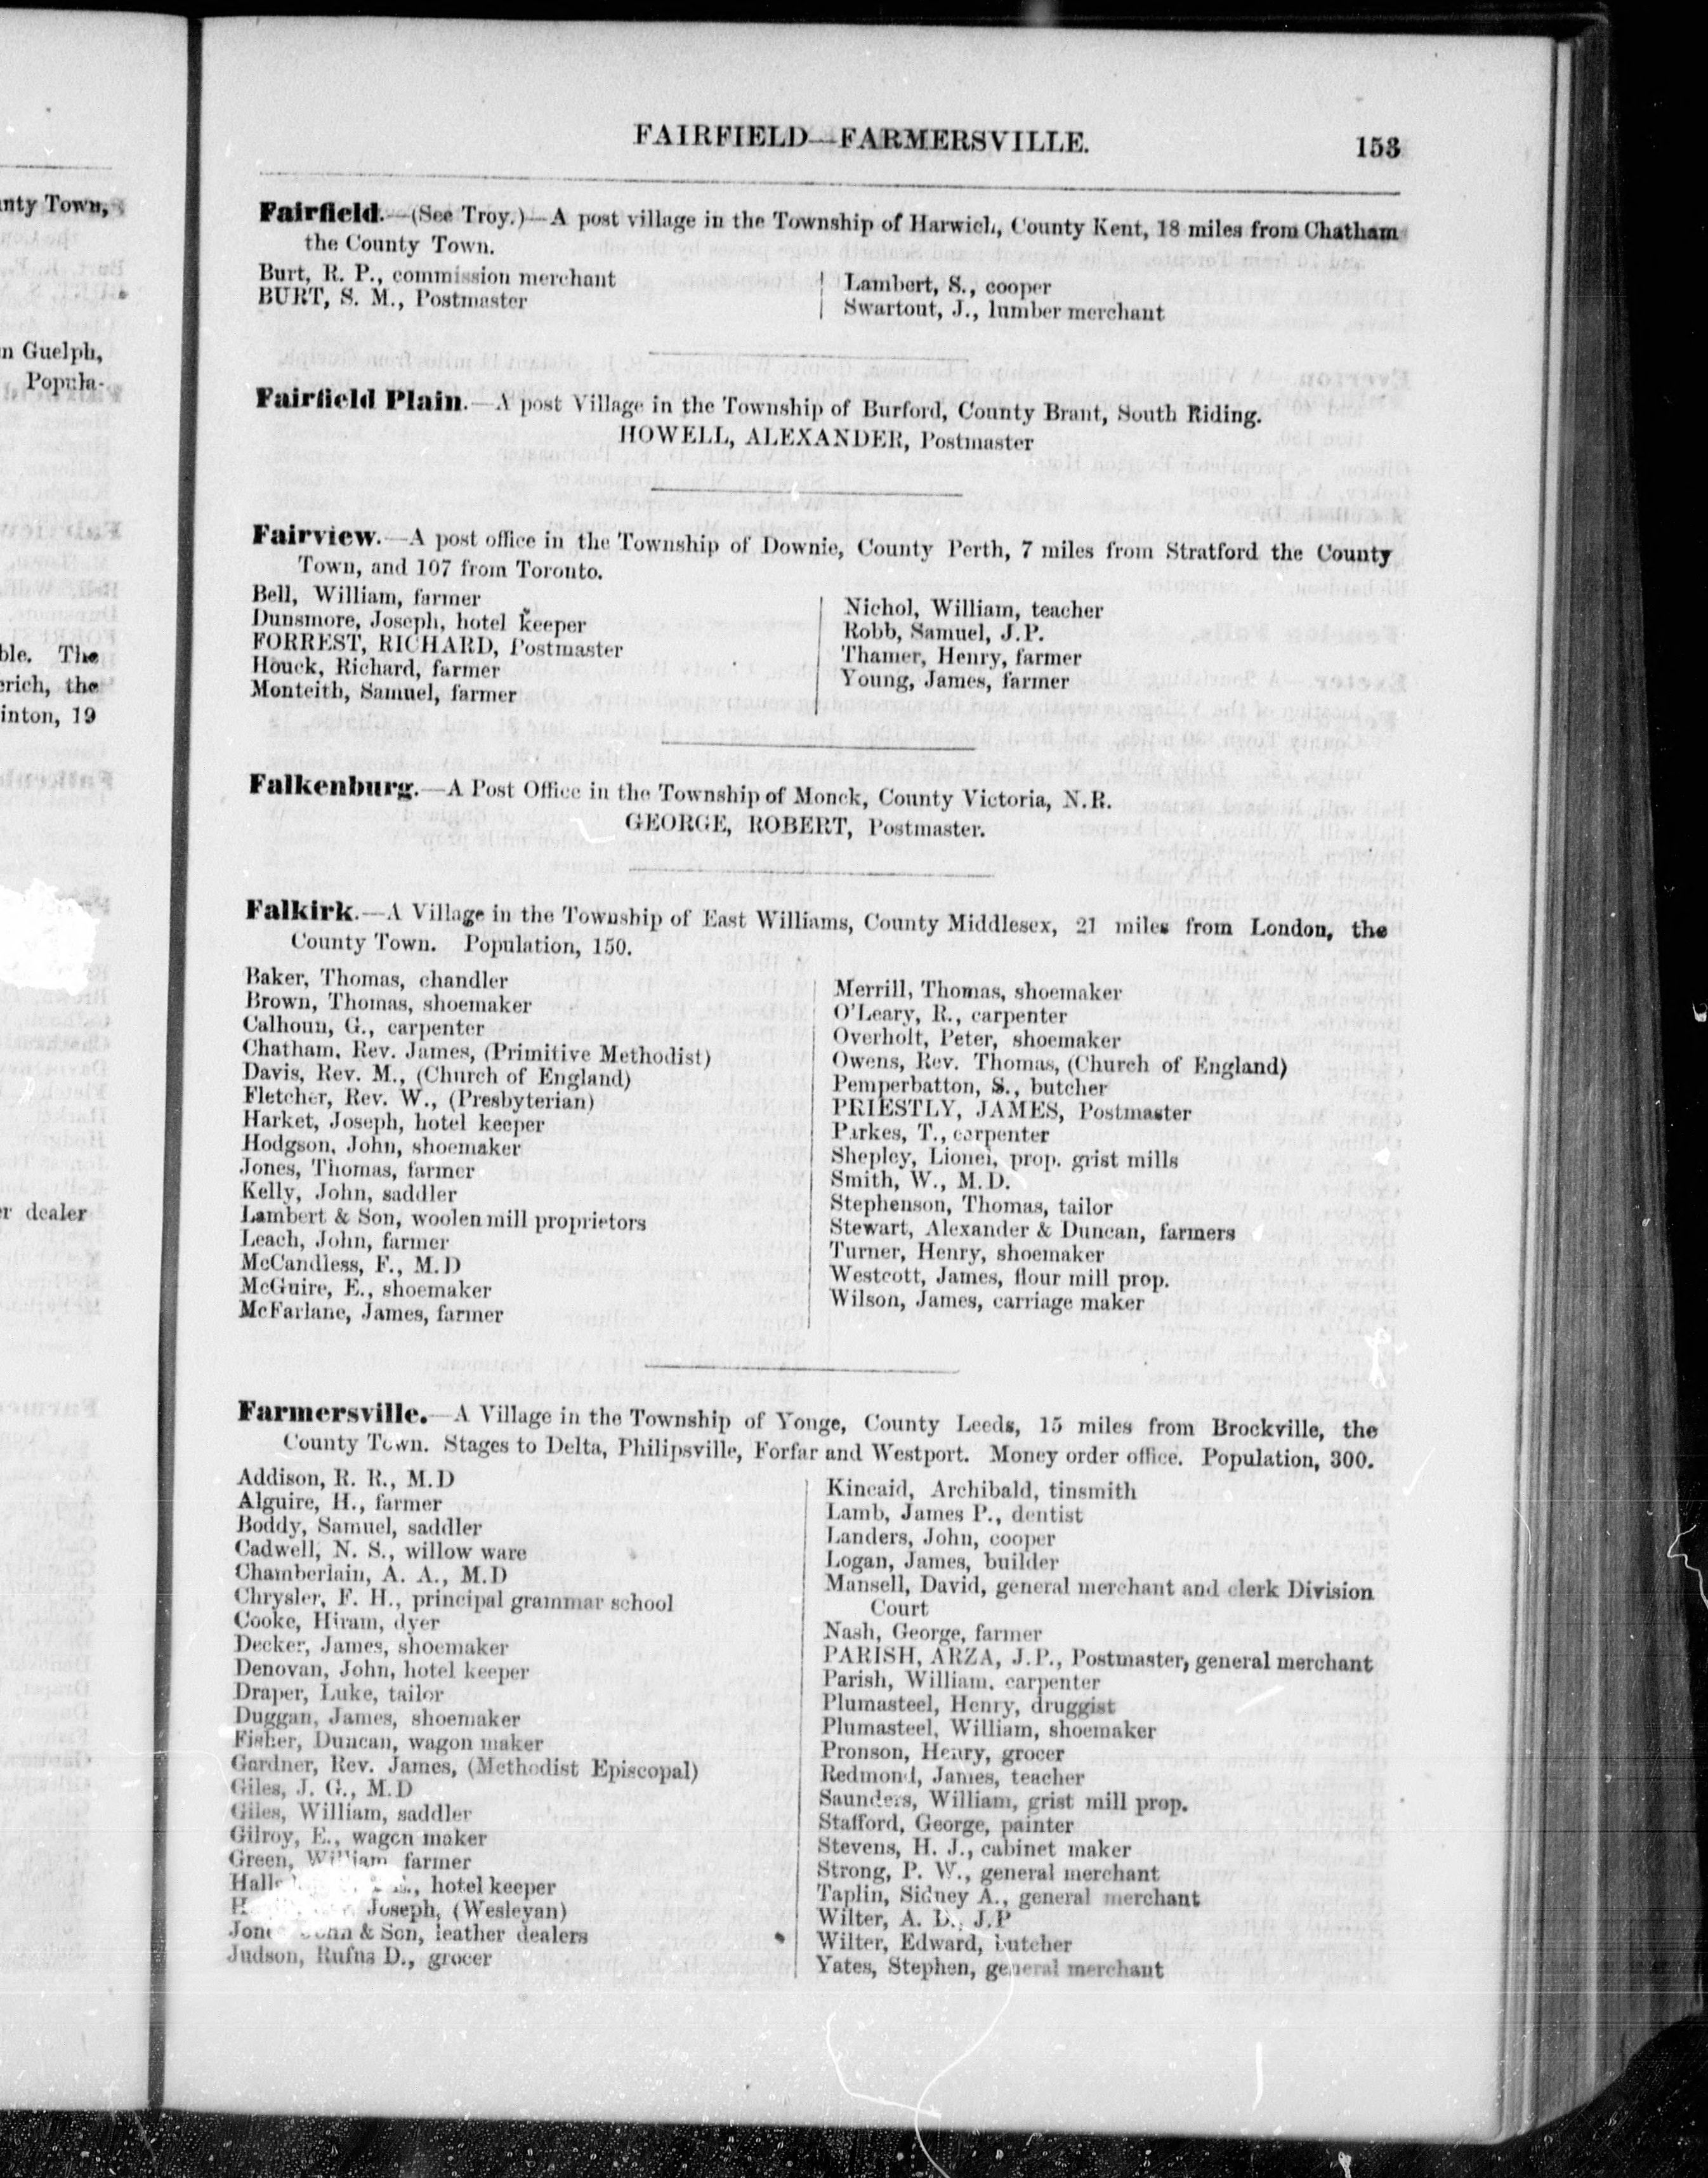 nty Town,
n Guelph,
Popula-
ble. The
erich, the
inton, 19
er dealer
FAIRFIELD—FARMERSVILLE.
153
Fairfield.—(See Troy.)—A post village in the Township of Harwich, County Kent, 18 miles from Chatham
the County Town.
Burt, R. P., commission merchant
BURT, S. M., Postmaster
Lambert, S., cooper
Swartout, J., lumber merchant
Fairfield Plain.—A post Village in the Township of Burford, County Brant, South Riding.
HOWELL, ALEXANDER, Postmaster
Fairview.—A post office in the Township of Downie, County Perth, 7 miles from Stratford the County
Town, and 107 from Toronto.
Bell, William, farmer
Dunsmore, Joseph, hotel keeper
FORREST, RICHARD, Postmaster
Houck, Richard, farmer
Monteith, Samuel, farmer
Nichol, William, teacher
Robb, Samuel, J.P.
Thamer, Henry, farmer
Young, James, farmer
Falkenburg.—A Post Office in the Township of Monck, County Victoria, N.R.
GEORGE, ROBERT, Postmaster.
Falkirk.—A Village in the Township of East Williams, County Middlesex, 21 miles from London, the
County Town. Population, 150.
Baker, Thomas, chandler
Brown, Thomas, shoemaker
Calhoun, G., carpenter
Chatham, Rev. James, (Primitive Methodist)
Davis, Rev. M., (Church of England)
Fletcher, Rev. W., (Presbyterian)
Harket, Joseph, hotel keeper
Hodgson, John, shoemaker
Jones, Thomas, farmer
Kelly, John, saddler
Lambert & Son, woolen mill proprietors
Leach, John, farmer
McCandless, F., M.D
McGuire, E., shoemaker
McFarlane, James, farmer
Merrill, Thomas, shoemaker
O'Leary, R., carpenter
Overholt, Peter, shoemaker
Owens, Rev. Thomas, (Church of England)
Pemperbatton, S., butcher
PRIESTLY, JAMES, Postmaster
Parkes, T., carpenter
Shepley, Lionel, prop. grist mills
Smith, W., M.D.
Stephenson, Thomas, tailor
Stewart, Alexander & Duncan, farmers
Turner, Henry, shoemaker
Westcott, James, flour mill prop.
Wilson, James, carriage maker
Farmersville.—A Village in the Township of Yonge, County Leeds, 15 miles from Brockville, the
County Town. Stages to Delta, Philipsville, Forfar and Westport. Money order office. Population, 300.
Addison, R. R., M.D
Alguire, H., farmer
Boddy, Samuel, saddler
Cadwell, N. S., willow ware
Chamberlain, A. A., M.D
Chrysler, F. H., principal grammar school
Cooke, Hiram, dyer
Decker, James, shoemaker
Denovan, John, hotel keeper
Draper, Luke, tailor
Duggan, James, shoemaker
Fisher, Duncan, wagon maker
Gardner, Rev. James, (Methodist Episcopal)
Giles, J. G., M.D
Giles, William, saddler
Gilroy, E., wagon maker
Green, William farmer
hotel keeper
Joseph, (Wesleyan)
& Son, leather dealers
Judson, Rufus D., grocer
Kincaid, Archibald, tinsmith
Lamb, James P., dentist
Landers, John, cooper
Logan, James, builder
Mansell, David, general merchant and clerk Division
Court
Nash, George, farmer
PARISH, ARZA, J.P., Postmaster, general merchant
Parish, William, carpenter
Plumasteel, Henry, druggist
Plumasteel, William, shoemaker
Pronson, Henry, grocer
Redmond, James, teacher
Saunders, William, grist mill prop.
Stafford, George, painter
Stevens, H. J., cabinet maker
Strong, P. W., general merchant
Taplin, Sidney A., general merchant
Wilter, A. D., J.P
Wilter, Edward, butcher
Yates, Stephen, general merchant